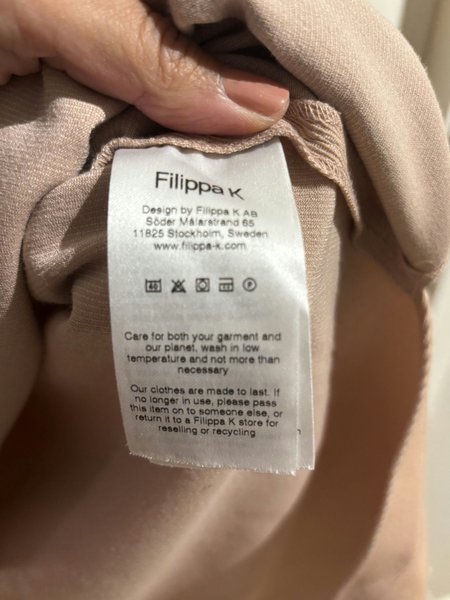 Filippa K
Design by Filippa K AB
Söder Mälarstrand 65
11825 Stockholm, Sweden
www.filippa-k.com
40
P
Care for both your garment and
our planet, wash in low
temperature and not more than
necessary
Our clothes are made to last. If
no longer in use, please pass
this item on to someone else, or
return it to a Filippa K store for
reselling or recycling